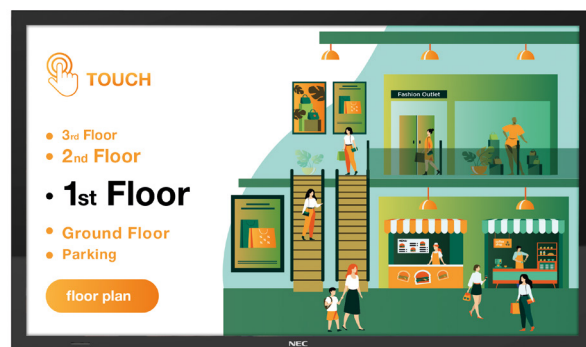 TOUCH
3rd Floor
2nd Floor
1st Floor
Ground Floor
Parking
floor plan
Fashion Outlet
NEC